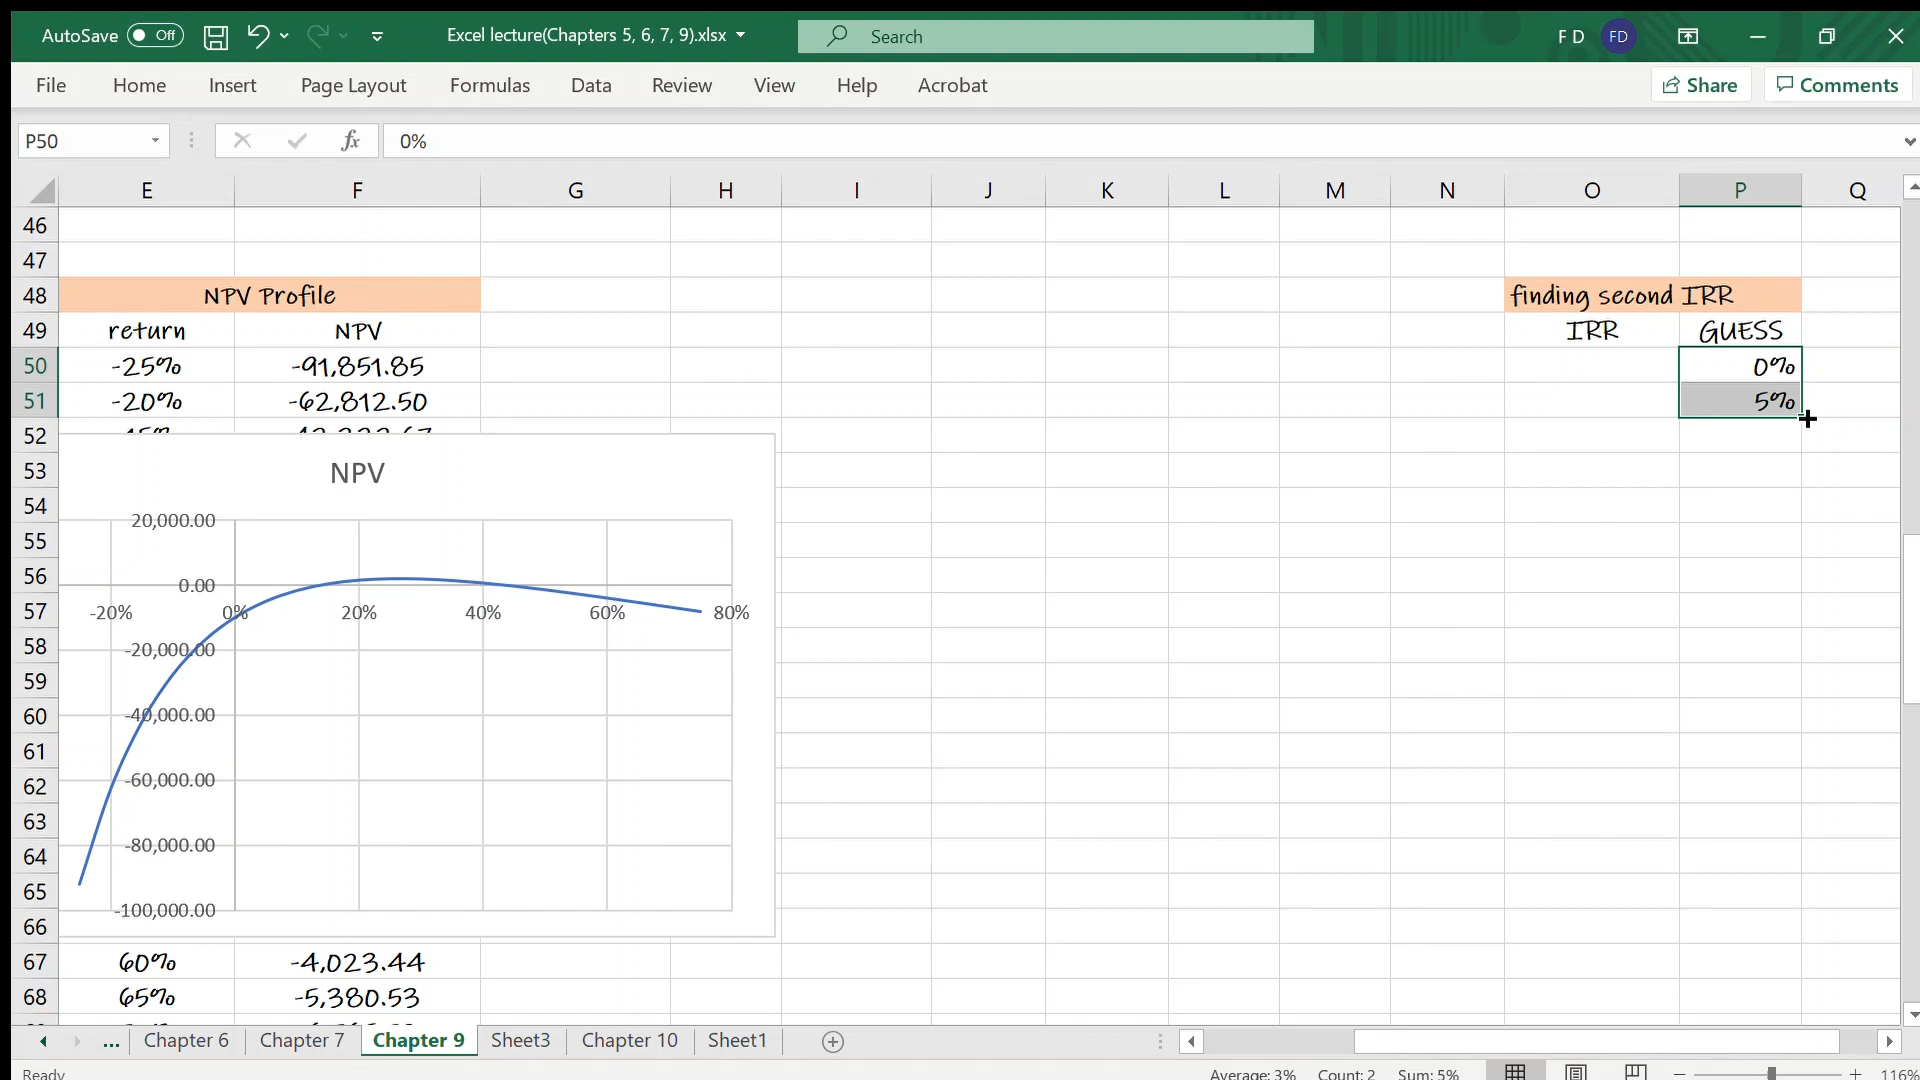 AutoSave Off Excel lecture(Chapters 5, 6, 7, 9).xlsx Search F D FD
File Home Insert Page Layout Formulas Data Review View Help Acrobat Share Comments
P50 fx 0%
E F G H I J K L M N O P Q
46
47
48 NPV Profile finding second IRR
49 return NPV IRR GUESS
50 -25% -91,851.85 0%
51 -20% -62,812.50 5%
52
53 NPV
54
20,000.00
55
56 0.00
57 -20% 0% 20% 40% 60% 80%
58 -20,000.00
59
60 -40,000.00
61
62 -60,000.00
63
64 -80,000.00
65
66 -100,000.00
67 60% -4,023.44
68 65% -5,380.53
... Chapter 6 Chapter 7 Chapter 9 Sheet3 Chapter 10 Sheet1
Ready Average: 3% Count: 2 Sum: 5% 116%